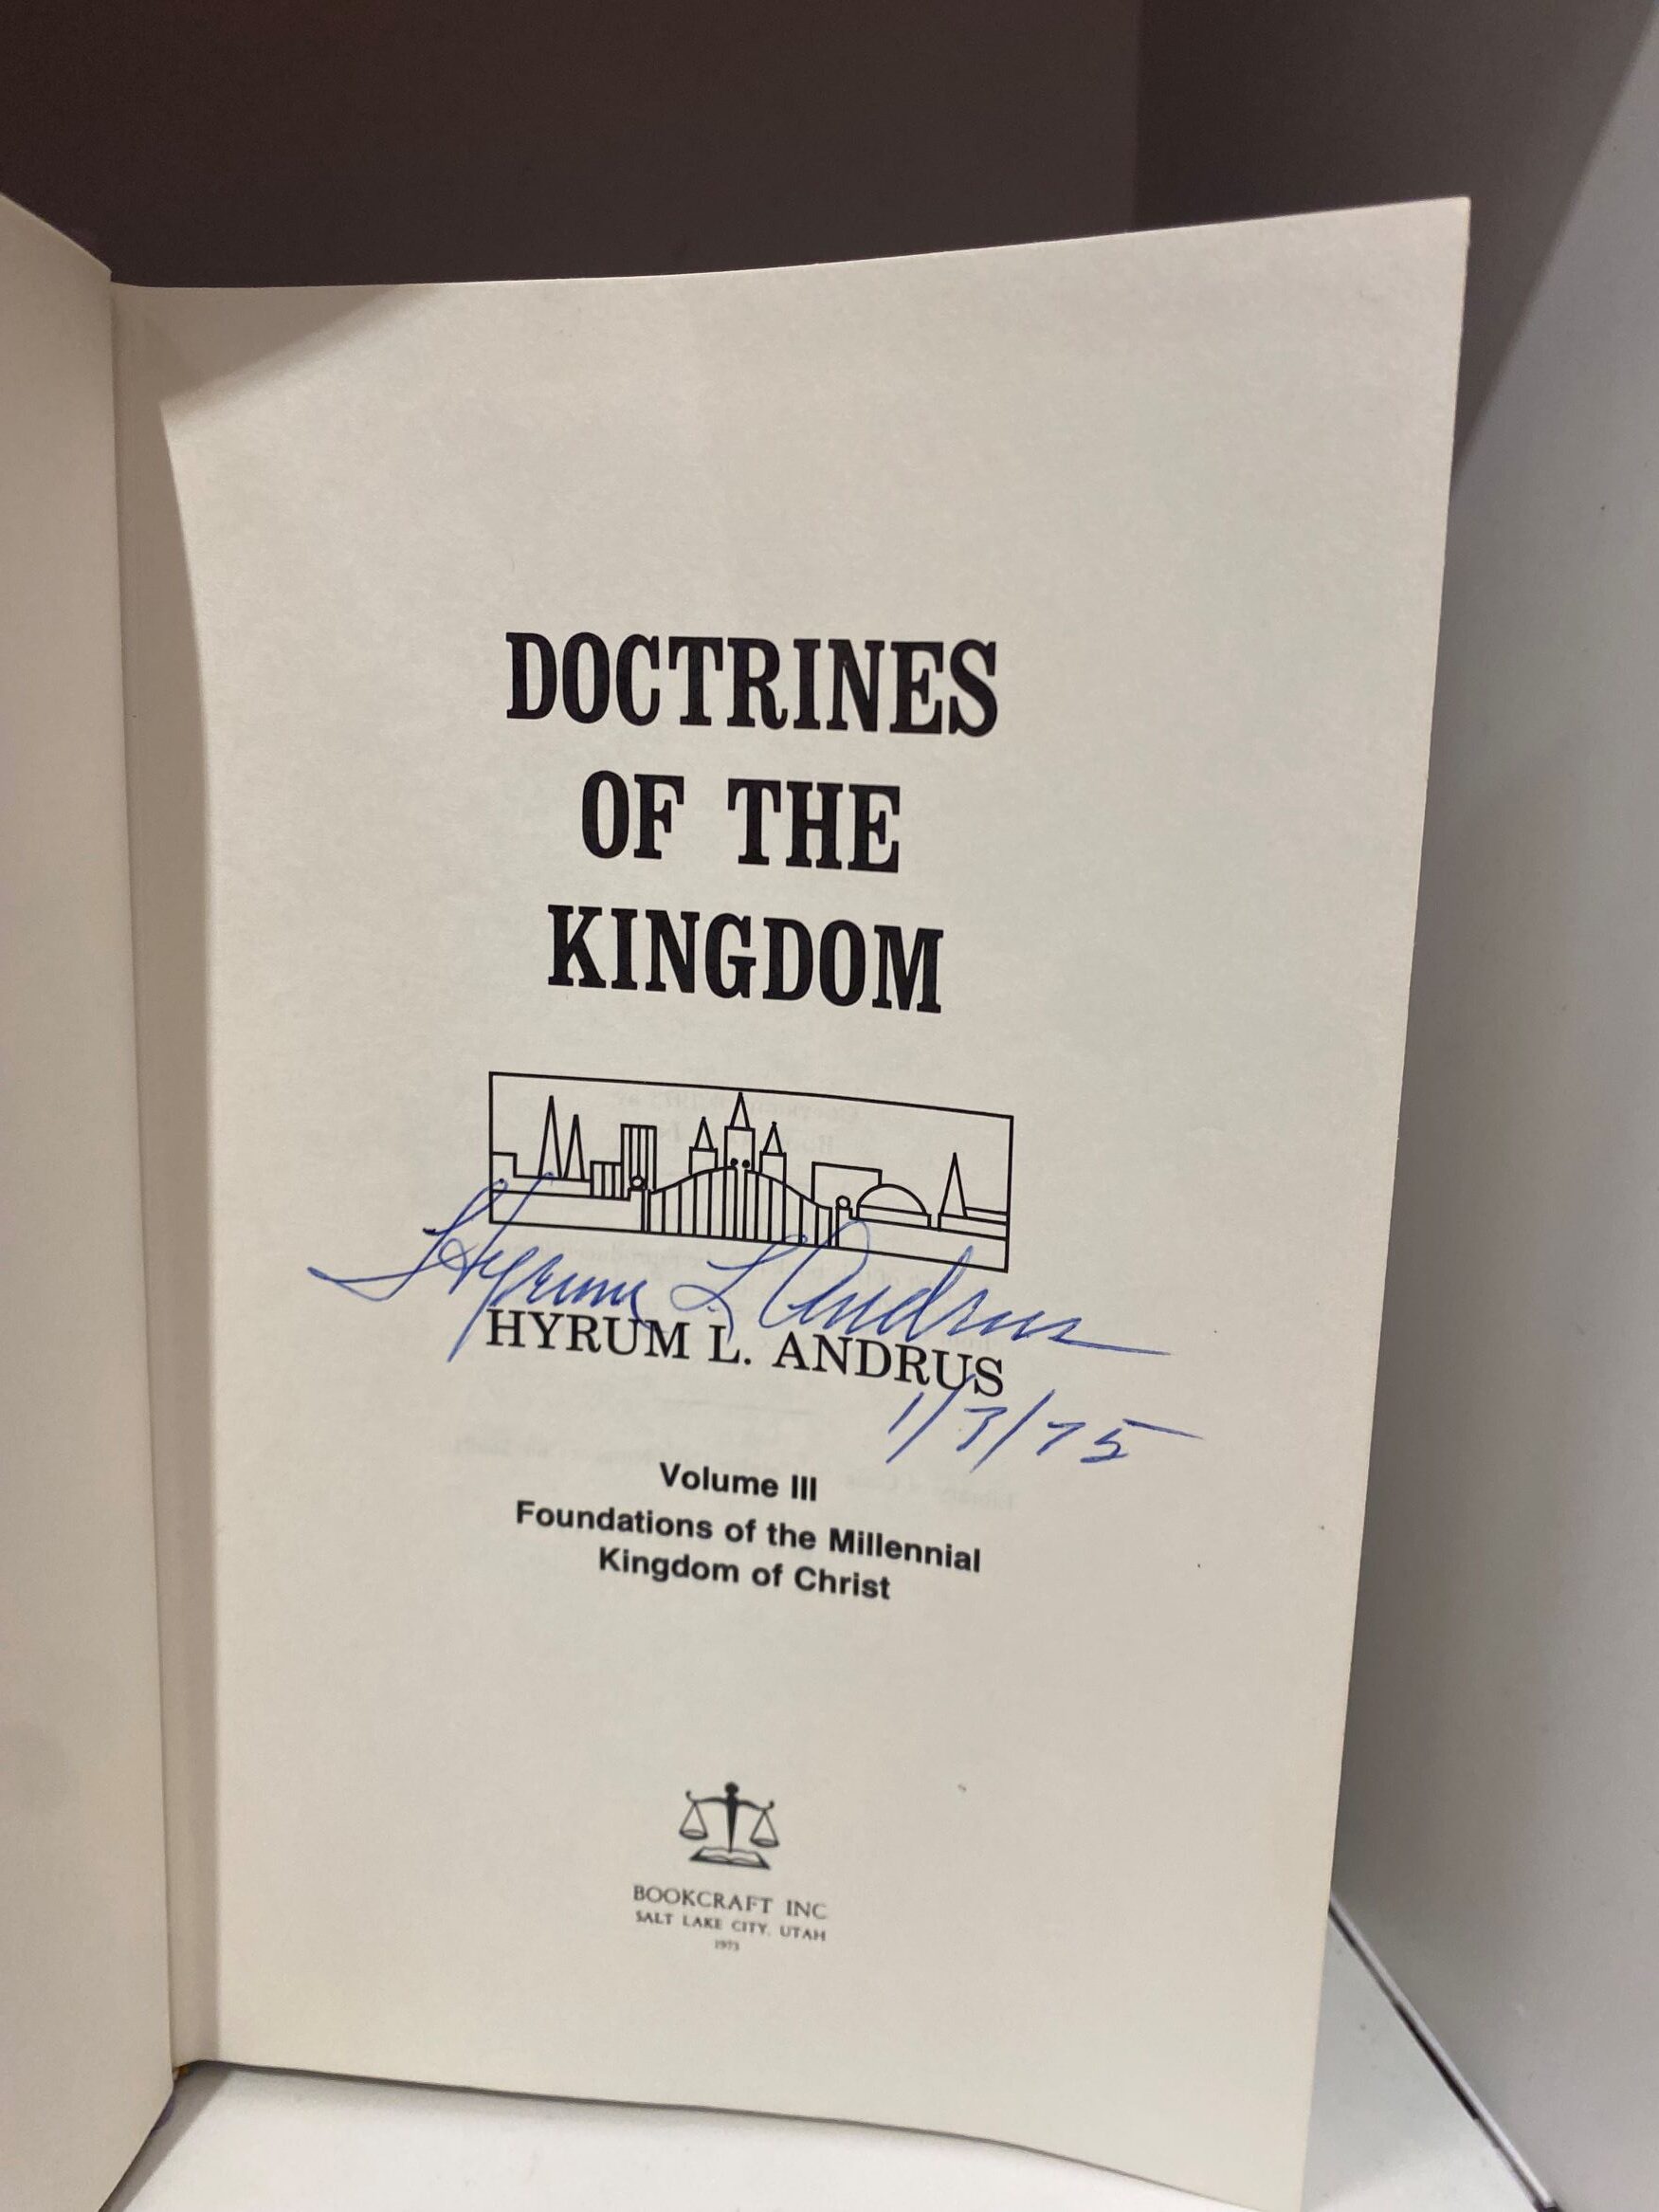 DOCTRINES
OF THE
KINGDOM
Hyrum L Andrus
HYRUM L. ANDRUS
1/7/75
Volume III
Foundations of the Millennial
Kingdom of Christ
BOOKCRAFT INC
SALT LAKE CITY, UTAH
1973